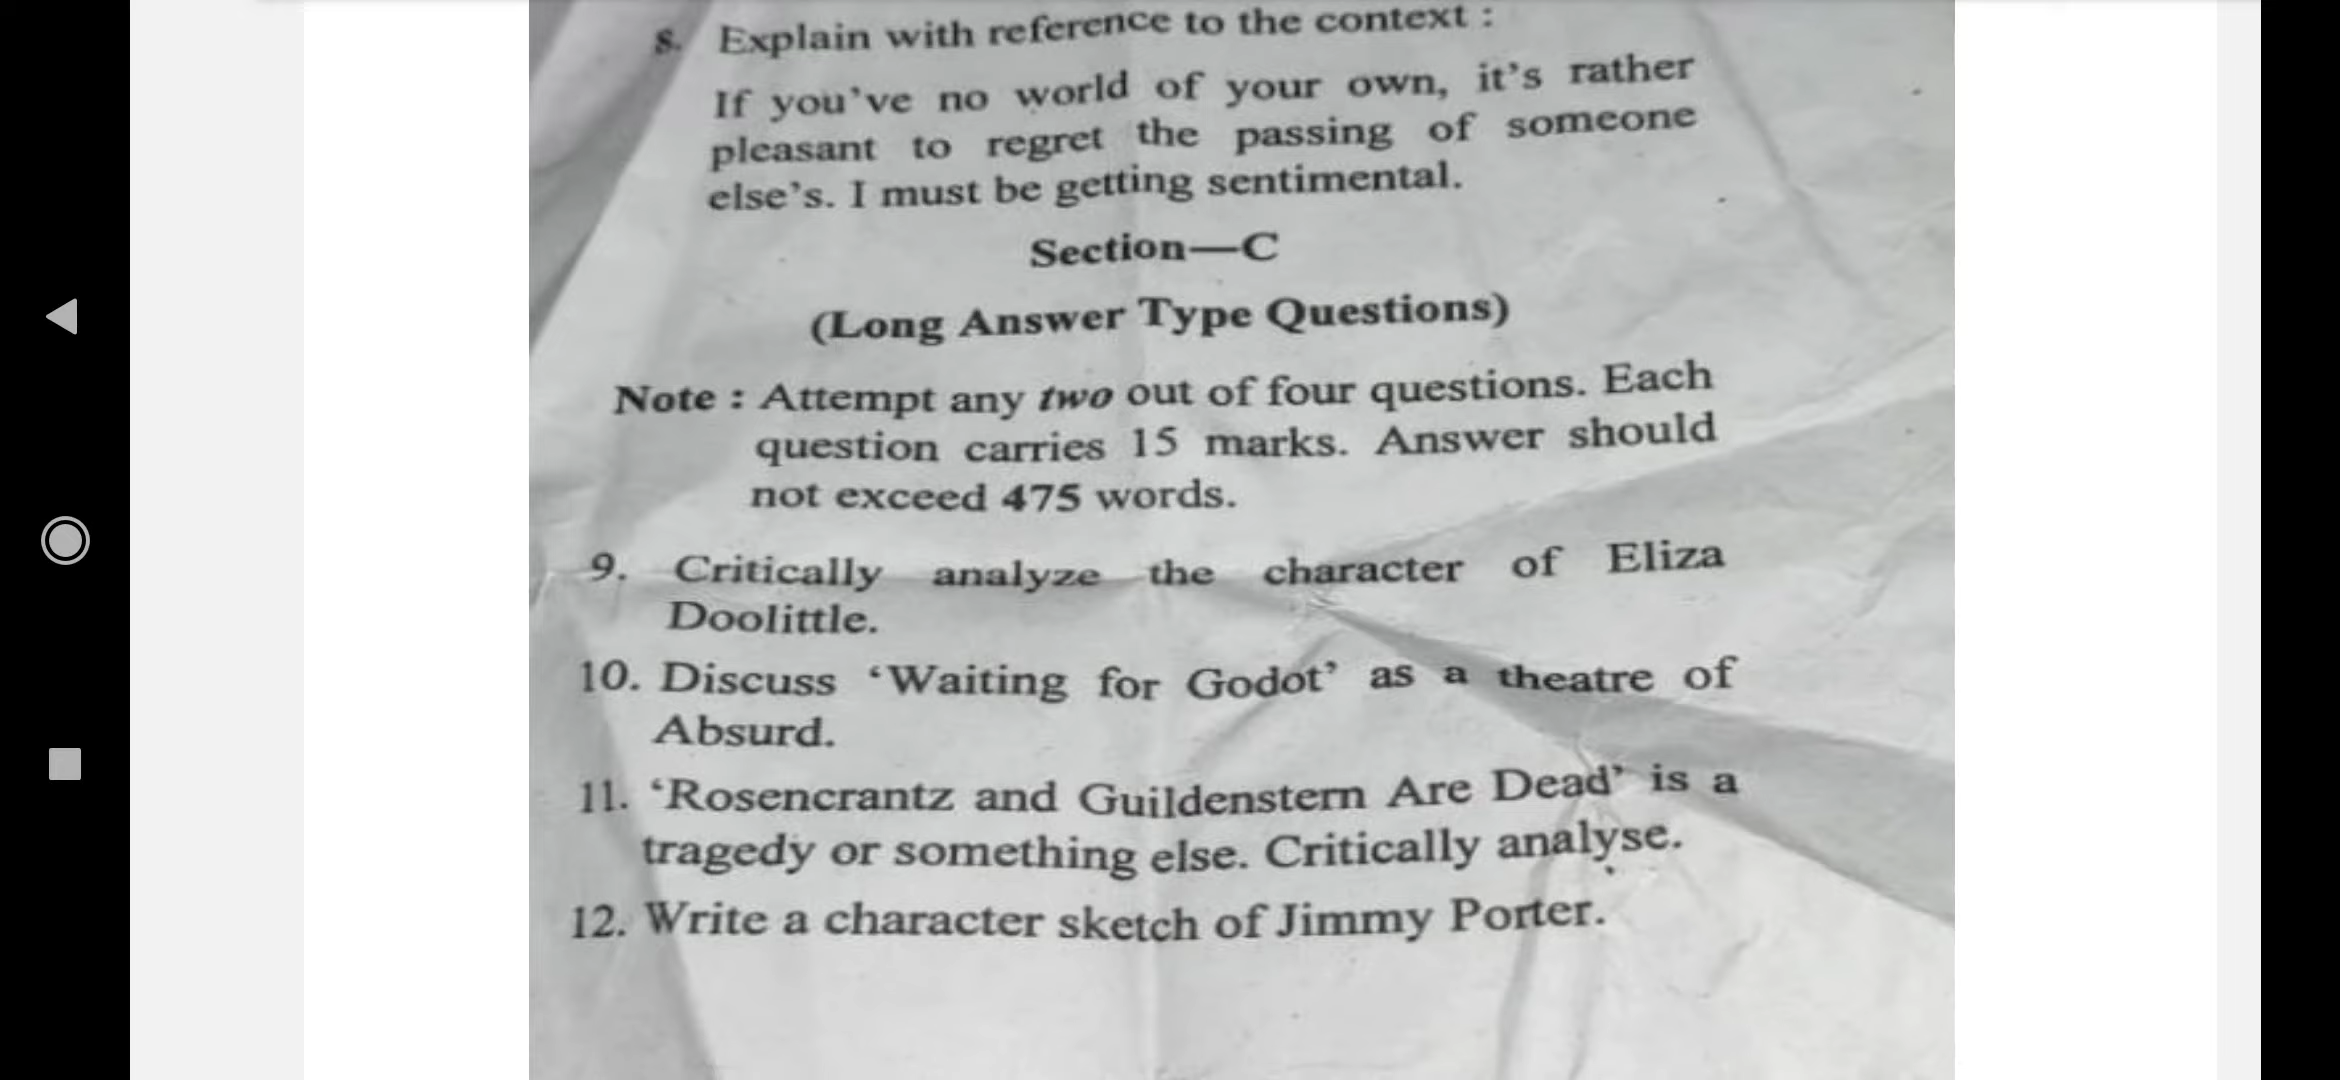 8. Explain with reference to the context :
If you've no world of your own, it's rather
pleasant to regret the passing of someone
else's. I must be getting sentimental.
Section—C
(Long Answer Type Questions)
Note : Attempt any two out of four questions. Each
question carries 15 marks. Answer should
not exceed 475 words.
9. Critically analyze the character of Eliza
Doolittle.
10. Discuss ‘Waiting for Godot’ as a theatre of
Absurd.
11. ‘Rosencrantz and Guildenstern Are Dead’ is a
tragedy or something else. Critically analyse.
12. Write a character sketch of Jimmy Porter.